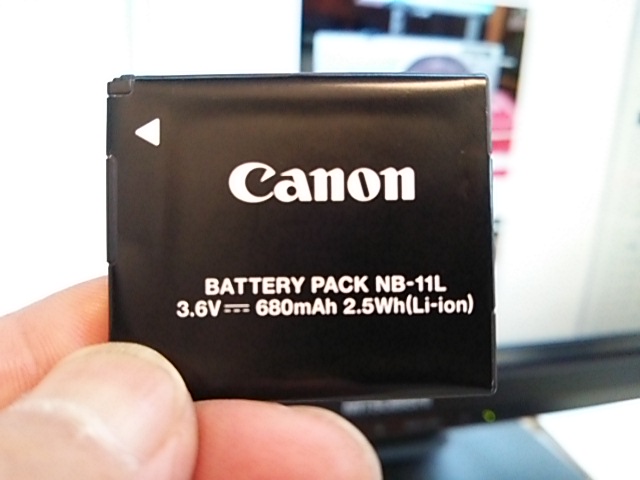 Canon
BATTERY PACK NB-11L
3.6V⎓ 680mAh 2.5Wh(Li-ion)